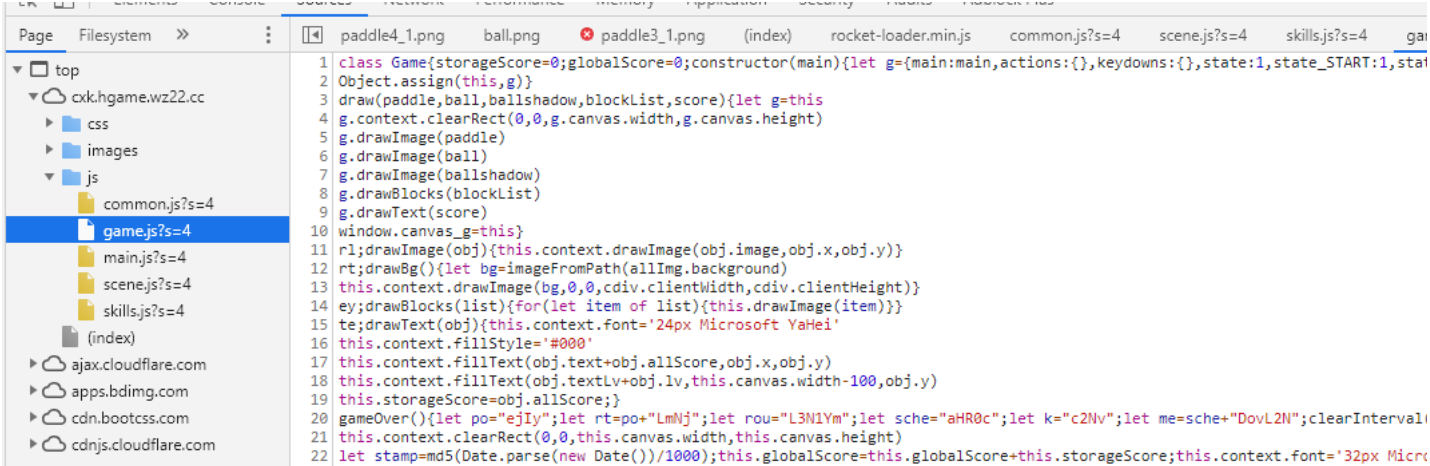 Elements Console Sources Network Performance Memory Application Security Audits Adblock Plus
Page Filesystem »
paddle4_1.png ball.png paddle3_1.png (index) rocket-loader.min.js common.js?s=4 scene.js?s=4 skills.js?s=4
top
cxk.hgame.wz22.cc
css
images
js
common.js?s=4
game.js?s=4
main.js?s=4
scene.js?s=4
skills.js?s=4
(index)
ajax.cloudflare.com
apps.bdimg.com
cdn.bootcss.com
cdnjs.cloudflare.com
1 class Game{storageScore=0;globalScore=0;constructor(main){let g={main:main,actions:{},keydowns:{},state:1,state_START:1,stat
2 Object.assign(this,g)}
3 draw(paddle,ball,ballshadow,blockList,score){let g=this
4 g.context.clearRect(0,0,g.canvas.width,g.canvas.height)
5 g.drawImage(paddle)
6 g.drawImage(ball)
7 g.drawImage(ballshadow)
8 g.drawBlocks(blockList)
9 g.drawText(score)
10 window.canvas_g=this}
11 rl;drawImage(obj){this.context.drawImage(obj.image,obj.x,obj.y)}
12 rt;drawBg(){let bg=imageFromPath(allImg.background)
13 this.context.drawImage(bg,0,0,cdiv.clientWidth,cdiv.clientHeight)}
14 ey;drawBlocks(list){for(let item of list){this.drawImage(item)}}
15 te;drawText(obj){this.context.font='24px Microsoft YaHei'
16 this.context.fillStyle='#000'
17 this.context.fillText(obj.text+obj.allScore,obj.x,obj.y)
18 this.context.fillText(obj.textLv+obj.lv,this.canvas.width-100,obj.y)
19 this.storageScore=obj.allScore;}
20 gameOver(){let po="ejIy";let rt=po+"LmNj";let rou="L3N1Ym";let sche="aHR0c";let k="c2Nv";let me=sche+"DovL2N";clearInterval(
21 this.context.clearRect(0,0,this.canvas.width,this.canvas.height)
22 let stamp=md5(Date.parse(new Date())/1000);this.globalScore=this.globalScore+this.storageScore;this.context.font='32px Micro